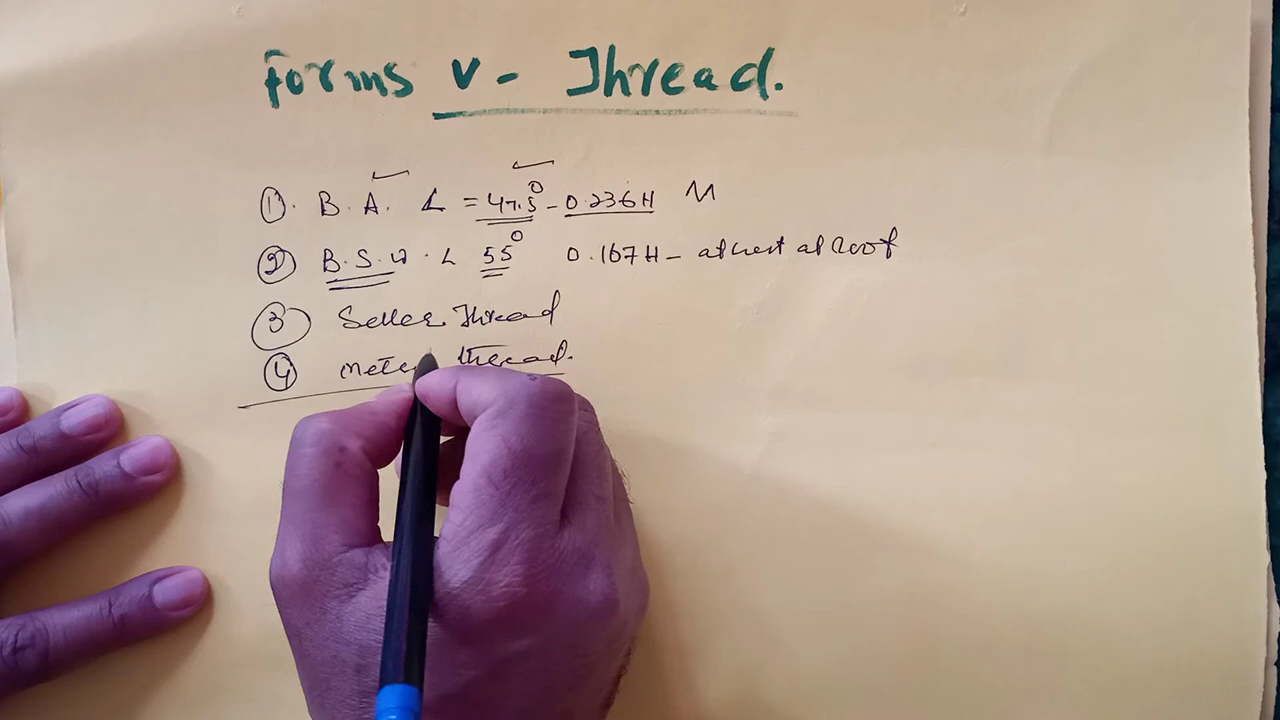 Forms V - Thread.
①. B.A. ∠ = 47.5° - 0.236H M
② B.S.W. ∠ 55° 0.167H - at crest at roof
③ Seller Thread
④ thread.